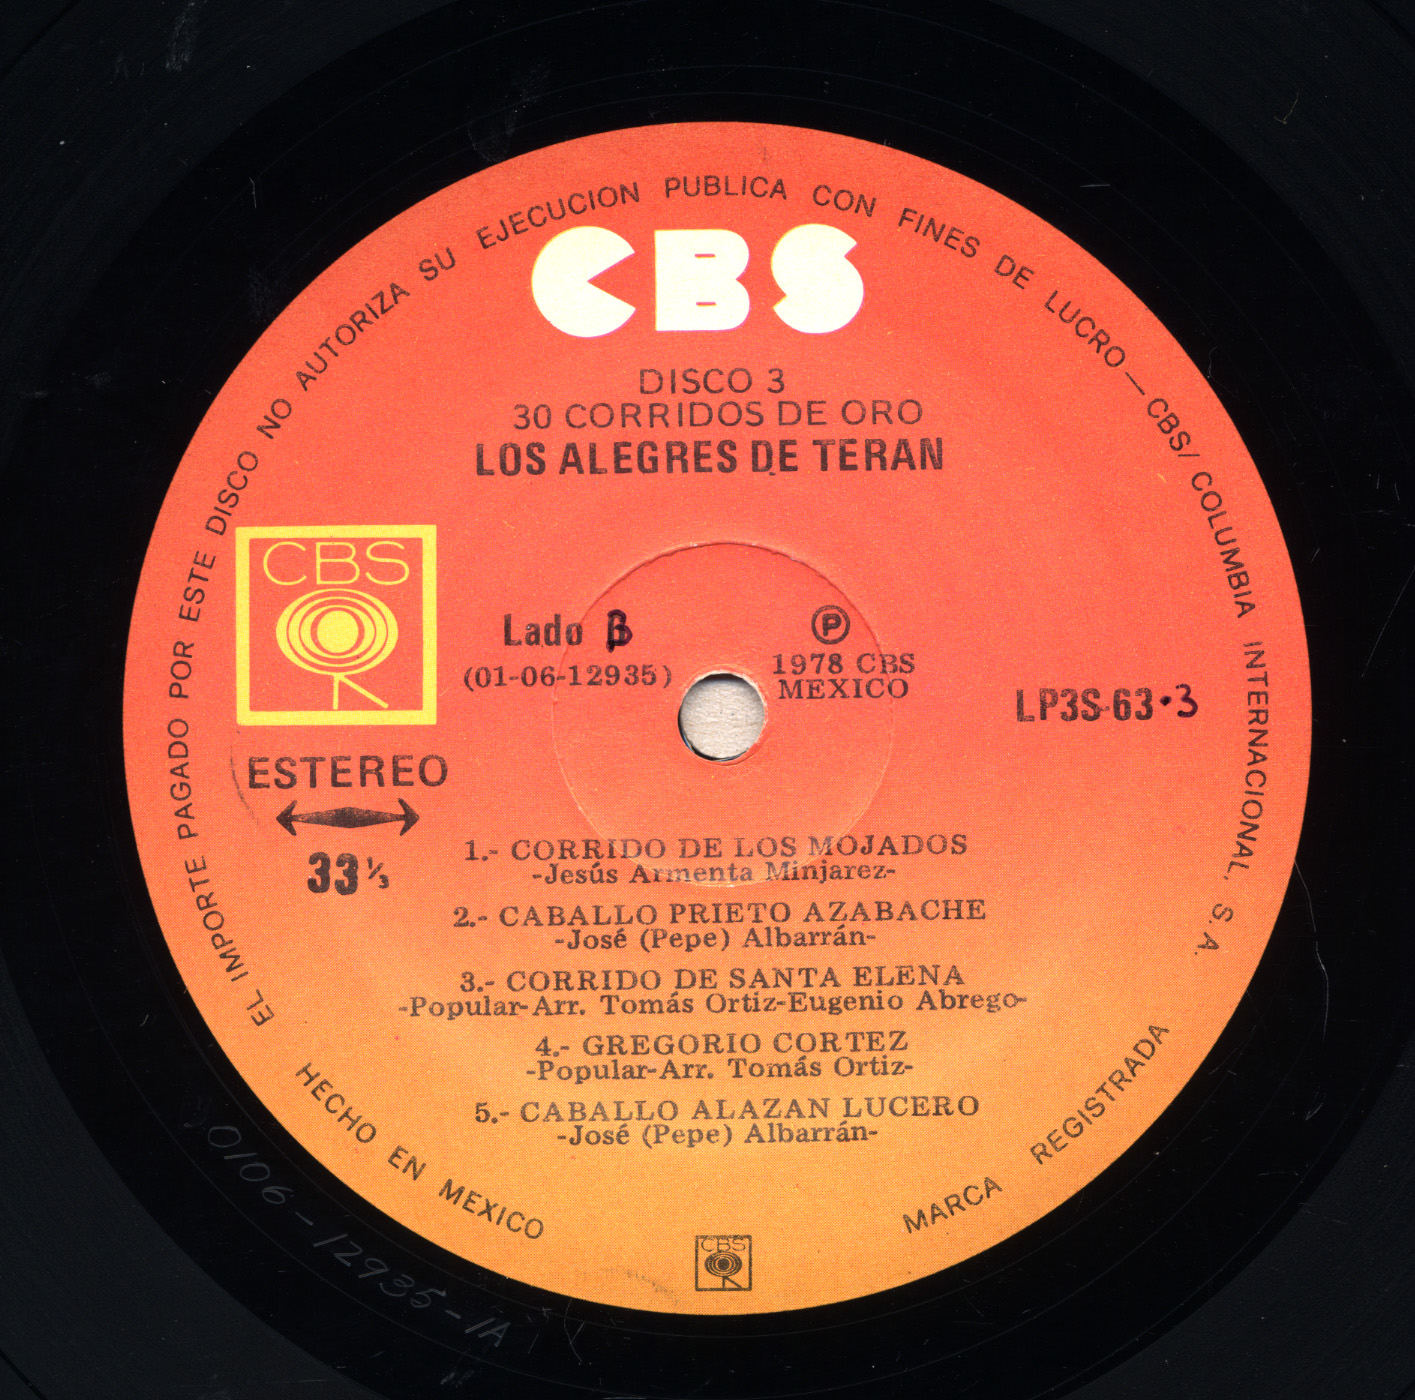 EL IMPORTE PAGADO POR ESTE DISCO NO AUTORIZA SU EJECUCION PUBLICA CON FINES DE LUCRO — CBS/ COLUMBIA INTERNACIONAL, S.A.
CBS
DISCO 3
30 CORRIDOS DE ORO
LOS ALEGRES DE TERAN
CBS
Lado B
(01-06-12935)
℗
1978 CBS
MEXICO
LP3S-63·3
ESTEREO
33 1/3
1.- CORRIDO DE LOS MOJADOS
-Jesús Armenta Minjarez-
2.- CABALLO PRIETO AZABACHE
-José (Pepe) Albarrán-
3.- CORRIDO DE SANTA ELENA
-Popular-Arr. Tomás Ortiz-Eugenio Abrego-
4.- GREGORIO CORTEZ
-Popular-Arr. Tomás Ortiz-
5.- CABALLO ALAZAN LUCERO
-José (Pepe) Albarrán-
HECHO EN MEXICO
MARCA REGISTRADA
CBS
0106-12935-1A